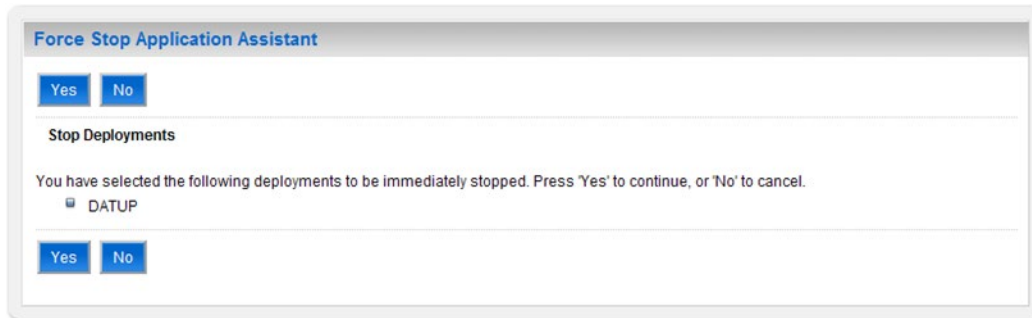 Force Stop Application Assistant
Yes No
Stop Deployments
You have selected the following deployments to be immediately stopped. Press 'Yes' to continue, or 'No' to cancel.
DATUP
Yes No